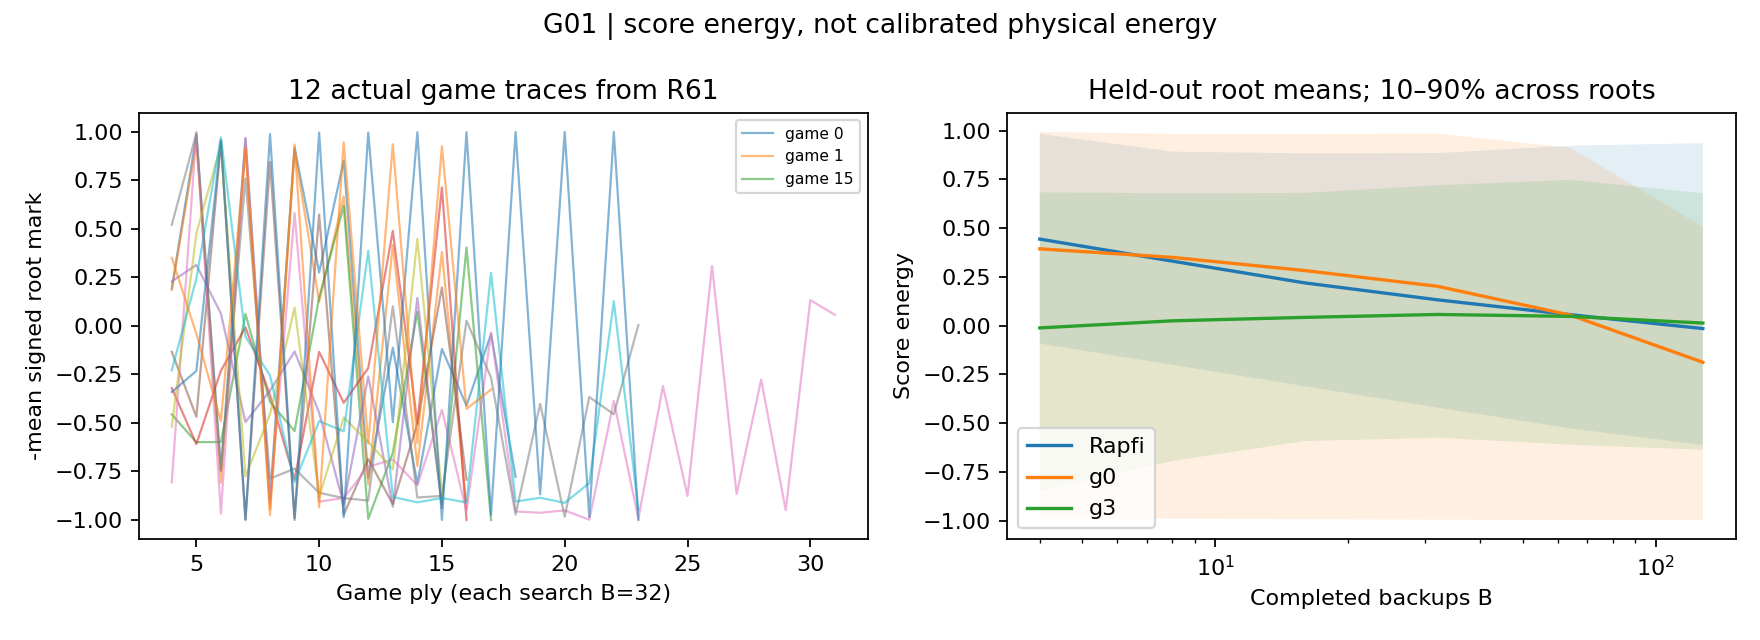 G01 | score energy, not calibrated physical energy
12 actual game traces from R61
-mean signed root mark
1.00
0.75
0.50
0.25
0.00
−0.25
−0.50
−0.75
−1.00
5
10
15
20
25
30
Game ply (each search B=32)
game 0
game 1
game 15
Held-out root means; 10–90% across roots
Score energy
1.00
0.75
0.50
0.25
0.00
−0.25
−0.50
−0.75
−1.00
10¹
10²
Completed backups B
Rapfi
g0
g3